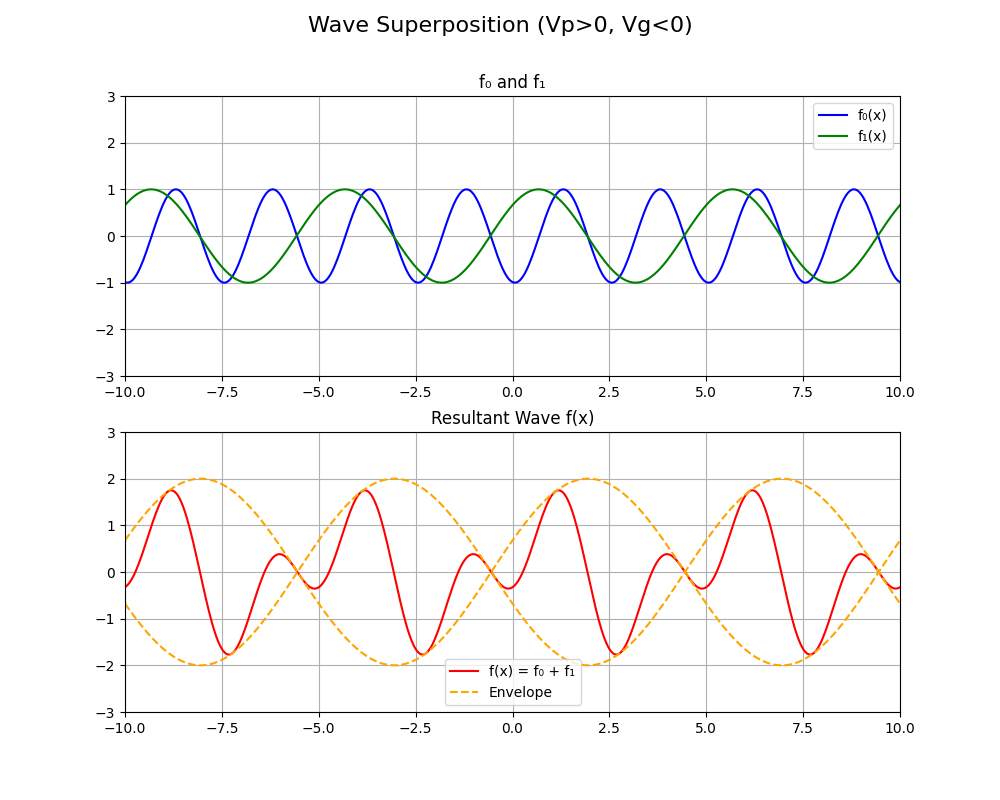 Wave Superposition (Vp>0, Vg<0)
f₀ and f₁
3
2
1
0
−1
−2
−3
f₀(x)
f₁(x)
−10.0 −7.5 −5.0 −2.5 0.0 2.5 5.0 7.5 10.0
Resultant Wave f(x)
3
2
1
0
−1
−2
−3
f(x) = f₀ + f₁
Envelope
−10.0 −7.5 −5.0 −2.5 0.0 2.5 5.0 7.5 10.0